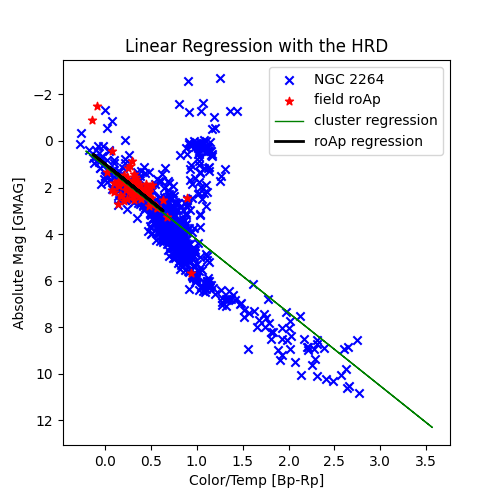 Linear Regression with the HRD
NGC 2264
field roAp
cluster regression
roAp regression
−2
0
2
4
6
8
10
12
Absolute Mag [GMAG]
0.0 0.5 1.0 1.5 2.0 2.5 3.0 3.5
Color/Temp [Bp-Rp]